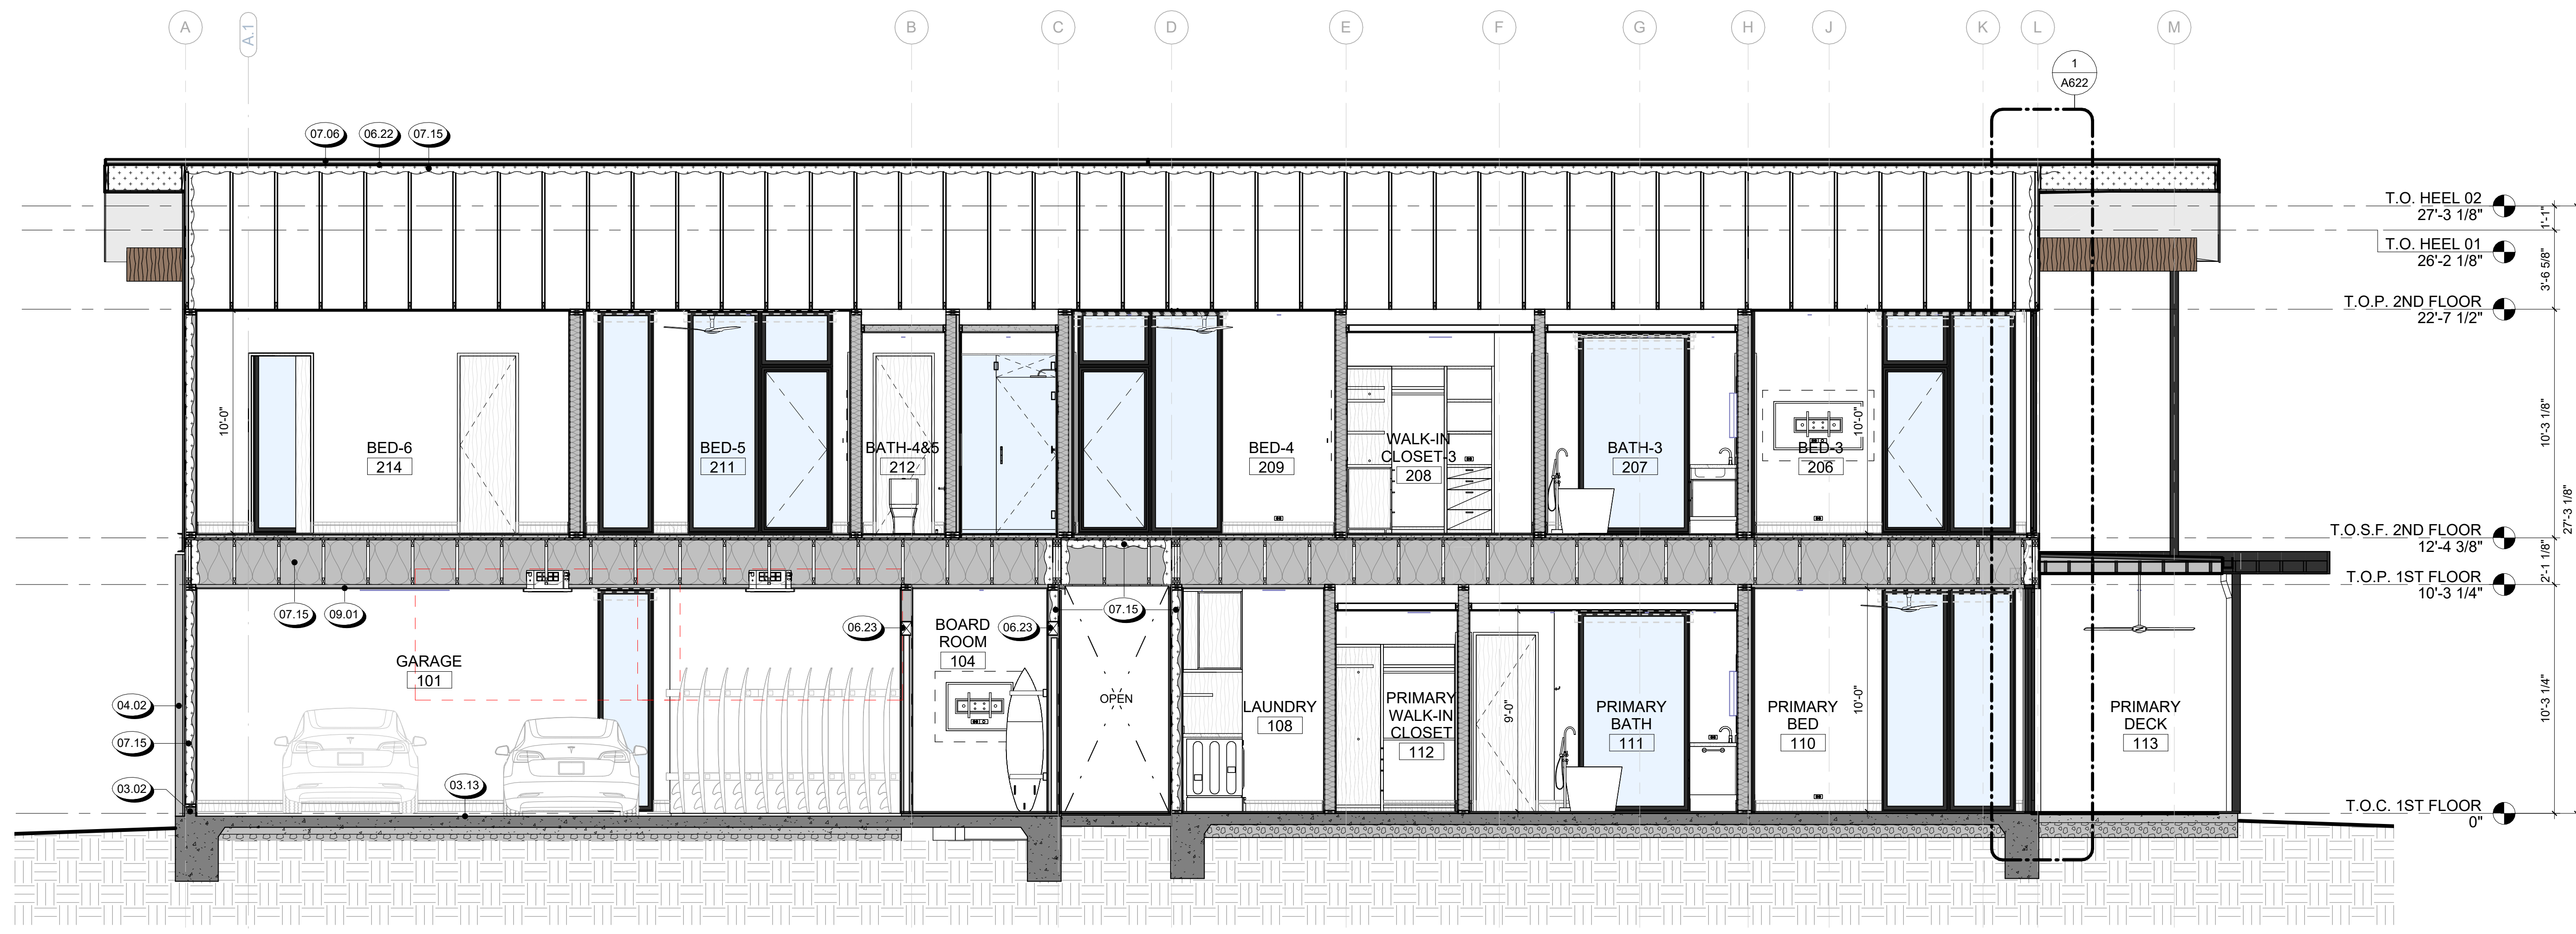 A
A.1
B
C
D
E
F
G
H
J
K
L
M
1
A622
07.06
06.22
07.15
T.O. HEEL 02
27'-3 1/8"
1'-1"
T.O. HEEL 01
26'-2 1/8"
3'-6 5/8"
T.O.P. 2ND FLOOR
22'-7 1/2"
10'-0"
BED-6
214
BED-5
211
BATH-4&5
212
BED-4
209
WALK-IN
CLOSET-3
208
BATH-3
207
10'-0"
BED-3
206
10'-3 1/8"
27'-3 1/8"
T.O.S.F. 2ND FLOOR
12'-4 3/8"
2'-1 1/8"
T.O.P. 1ST FLOOR
10'-3 1/4"
07.15
09.01
06.23
06.23
07.15
BOARD
ROOM
104
GARAGE
101
OPEN
LAUNDRY
108
PRIMARY
WALK-IN
CLOSET
112
9'-0"
PRIMARY
BATH
111
PRIMARY
BED
110
10'-0"
PRIMARY
DECK
113
10'-3 1/4"
04.02
07.15
03.02
03.13
T.O.C. 1ST FLOOR
0"